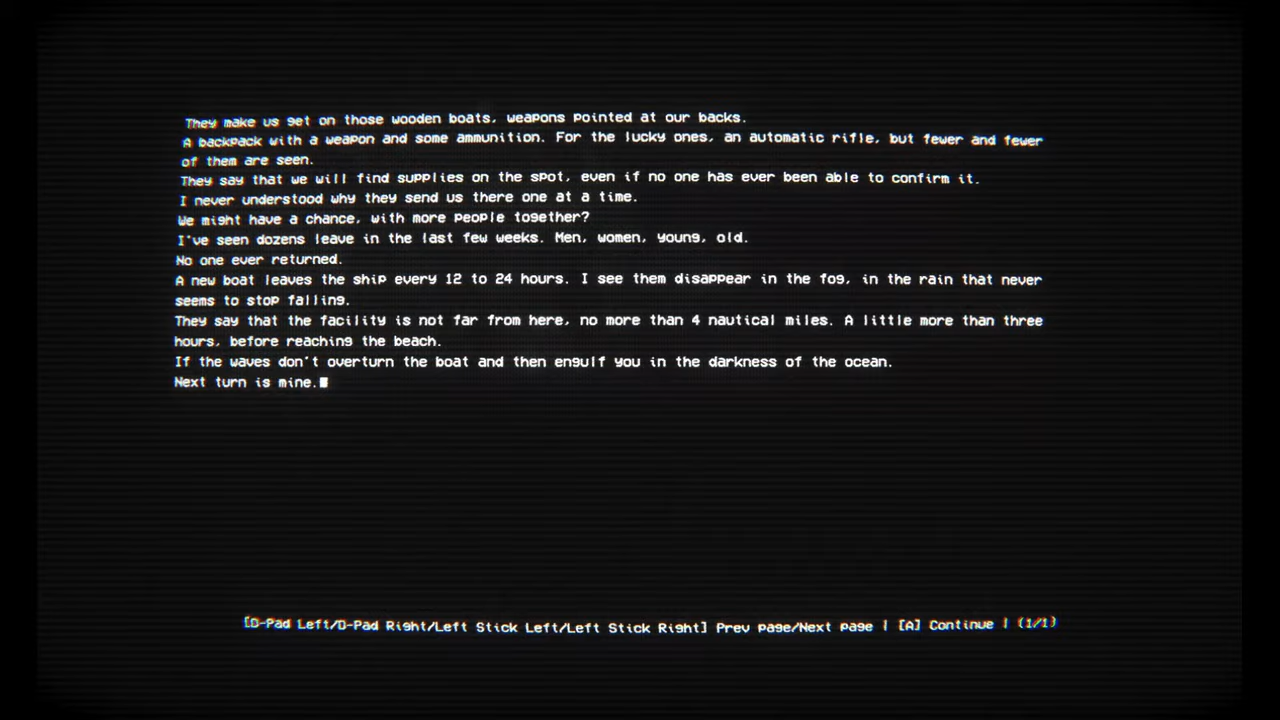 They make us get on those wooden boats, weapons pointed at our backs.
A backpack with a weapon and some ammunition. For the lucky ones, an automatic rifle, but fewer and fewer
of them are seen.
They say that we will find supplies on the spot, even if no one has ever been able to confirm it.
I never understood why they send us there one at a time.
We might have a chance, with more people together?
I've seen dozens leave in the last few weeks. Men, women, young, old.
No one ever returned.
A new boat leaves the ship every 12 to 24 hours. I see them disappear in the fog, in the rain that never
seems to stop falling.
They say that the facility is not far from here, no more than 4 nautical miles. A little more than three
hours, before reaching the beach.
If the waves don't overturn the boat and then engulf you in the darkness of the ocean.
Next turn is mine.
[D-Pad Left/D-Pad Right/Left Stick Left/Left Stick Right] Prev page/Next page | [A] Continue | (1/1)